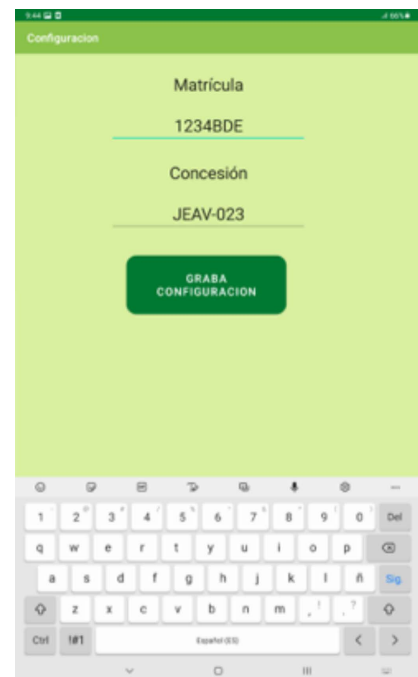 9:44
66%
Configuracion
Matrícula
1234BDE
Concesión
JEAV-023
GRABA
CONFIGURACION
1 2 3 4 5 6 7 8 9 0 Del
q w e r t y u i o p
a s d f g h j k l ñ Sig.
z x c v b n m , ! . ?
Ctrl !#1 Español (ES) < >